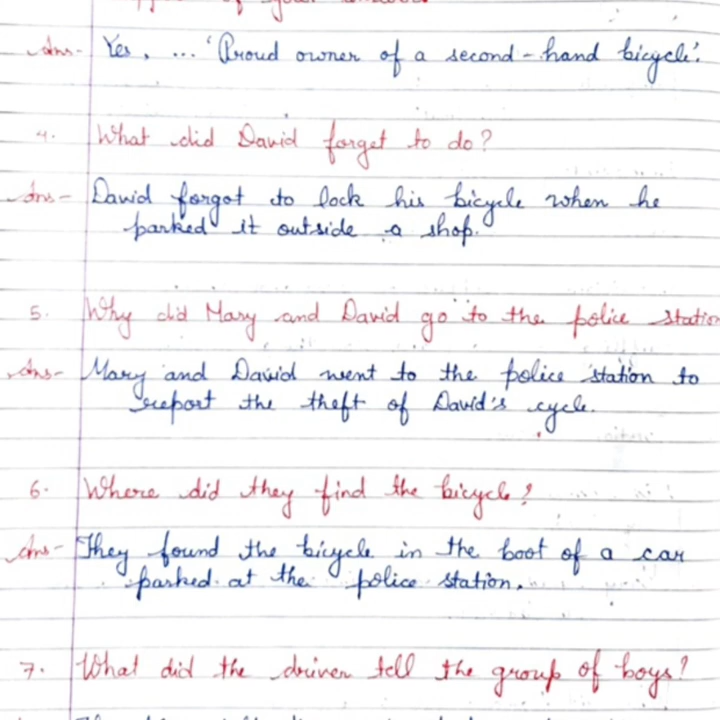 of your
Ans- Yes, ... 'Proud owner of a second-hand bicycle'.
4. What did David forget to do?
Ans- David forgot to lock his bicycle when he
parked it outside a shop.
5. Why did Mary and David go to the police station
Ans- Mary and David went to the police station to
report the theft of David's cycle.
6. Where did they find the bicycle?
Ans- They found the bicycle in the boot of a car
parked at the police station.
7. What did the driver tell the group of boys?